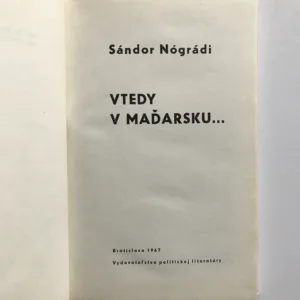 Sándor Nógrádi
VTEDY
V MAĎARSKU...
Bratislava 1967
Vydavateľstvo politickej literatúry